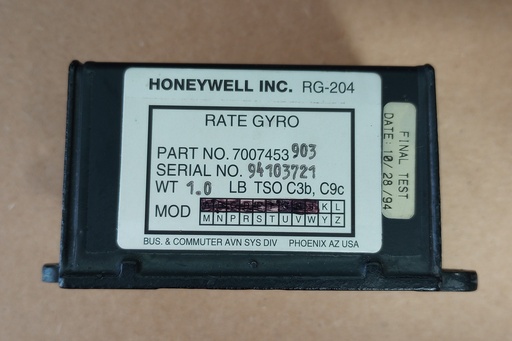 HONEYWELL INC. RG-204
RATE GYRO
PART NO. 7007453 903
SERIAL NO. 94103721
WT 1.0 LB TSO C3b, C9c
MOD K L
M N P R S T U V W Y Z
BUS. & COMMUTER AVN SYS DIV PHOENIX AZ USA
FINAL TEST
DATE: 10/28/94